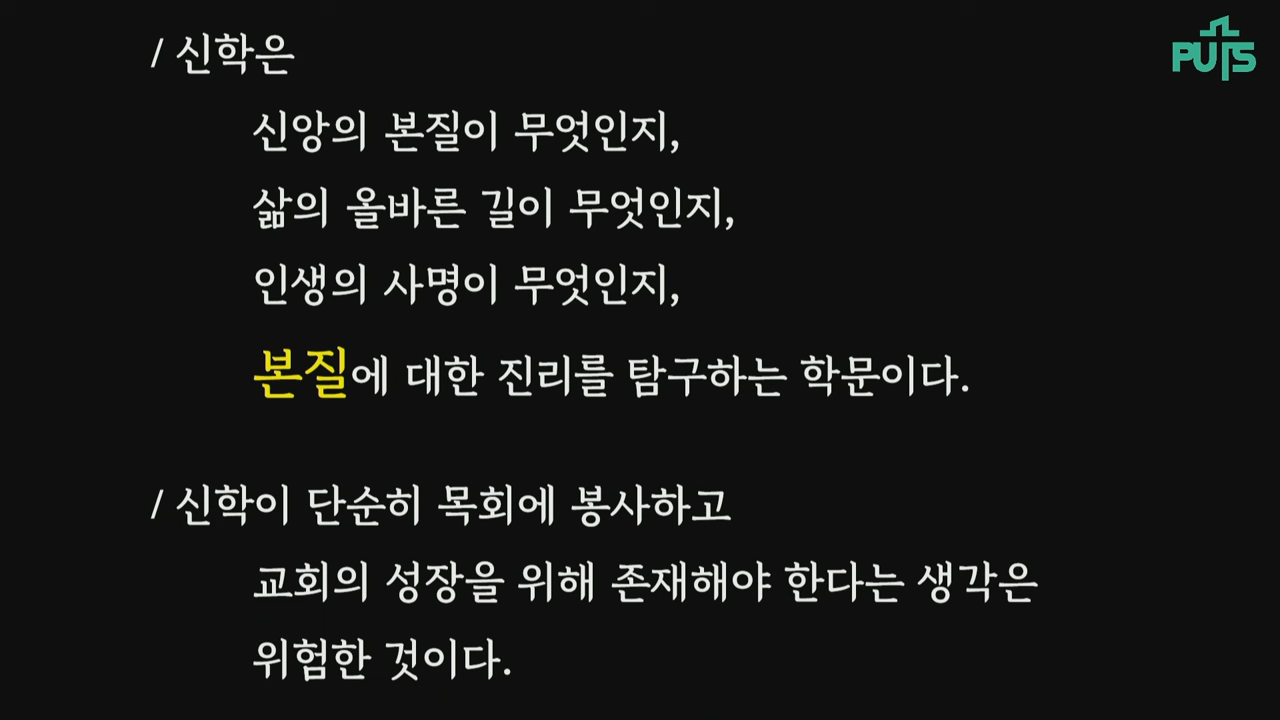 / 신학은
PUTS
신앙의 본질이 무엇인지,
삶의 올바른 길이 무엇인지,
인생의 사명이 무엇인지,
본질에 대한 진리를 탐구하는 학문이다.
/ 신학이 단순히 목회에 봉사하고
교회의 성장을 위해 존재해야 한다는 생각은
위험한 것이다.